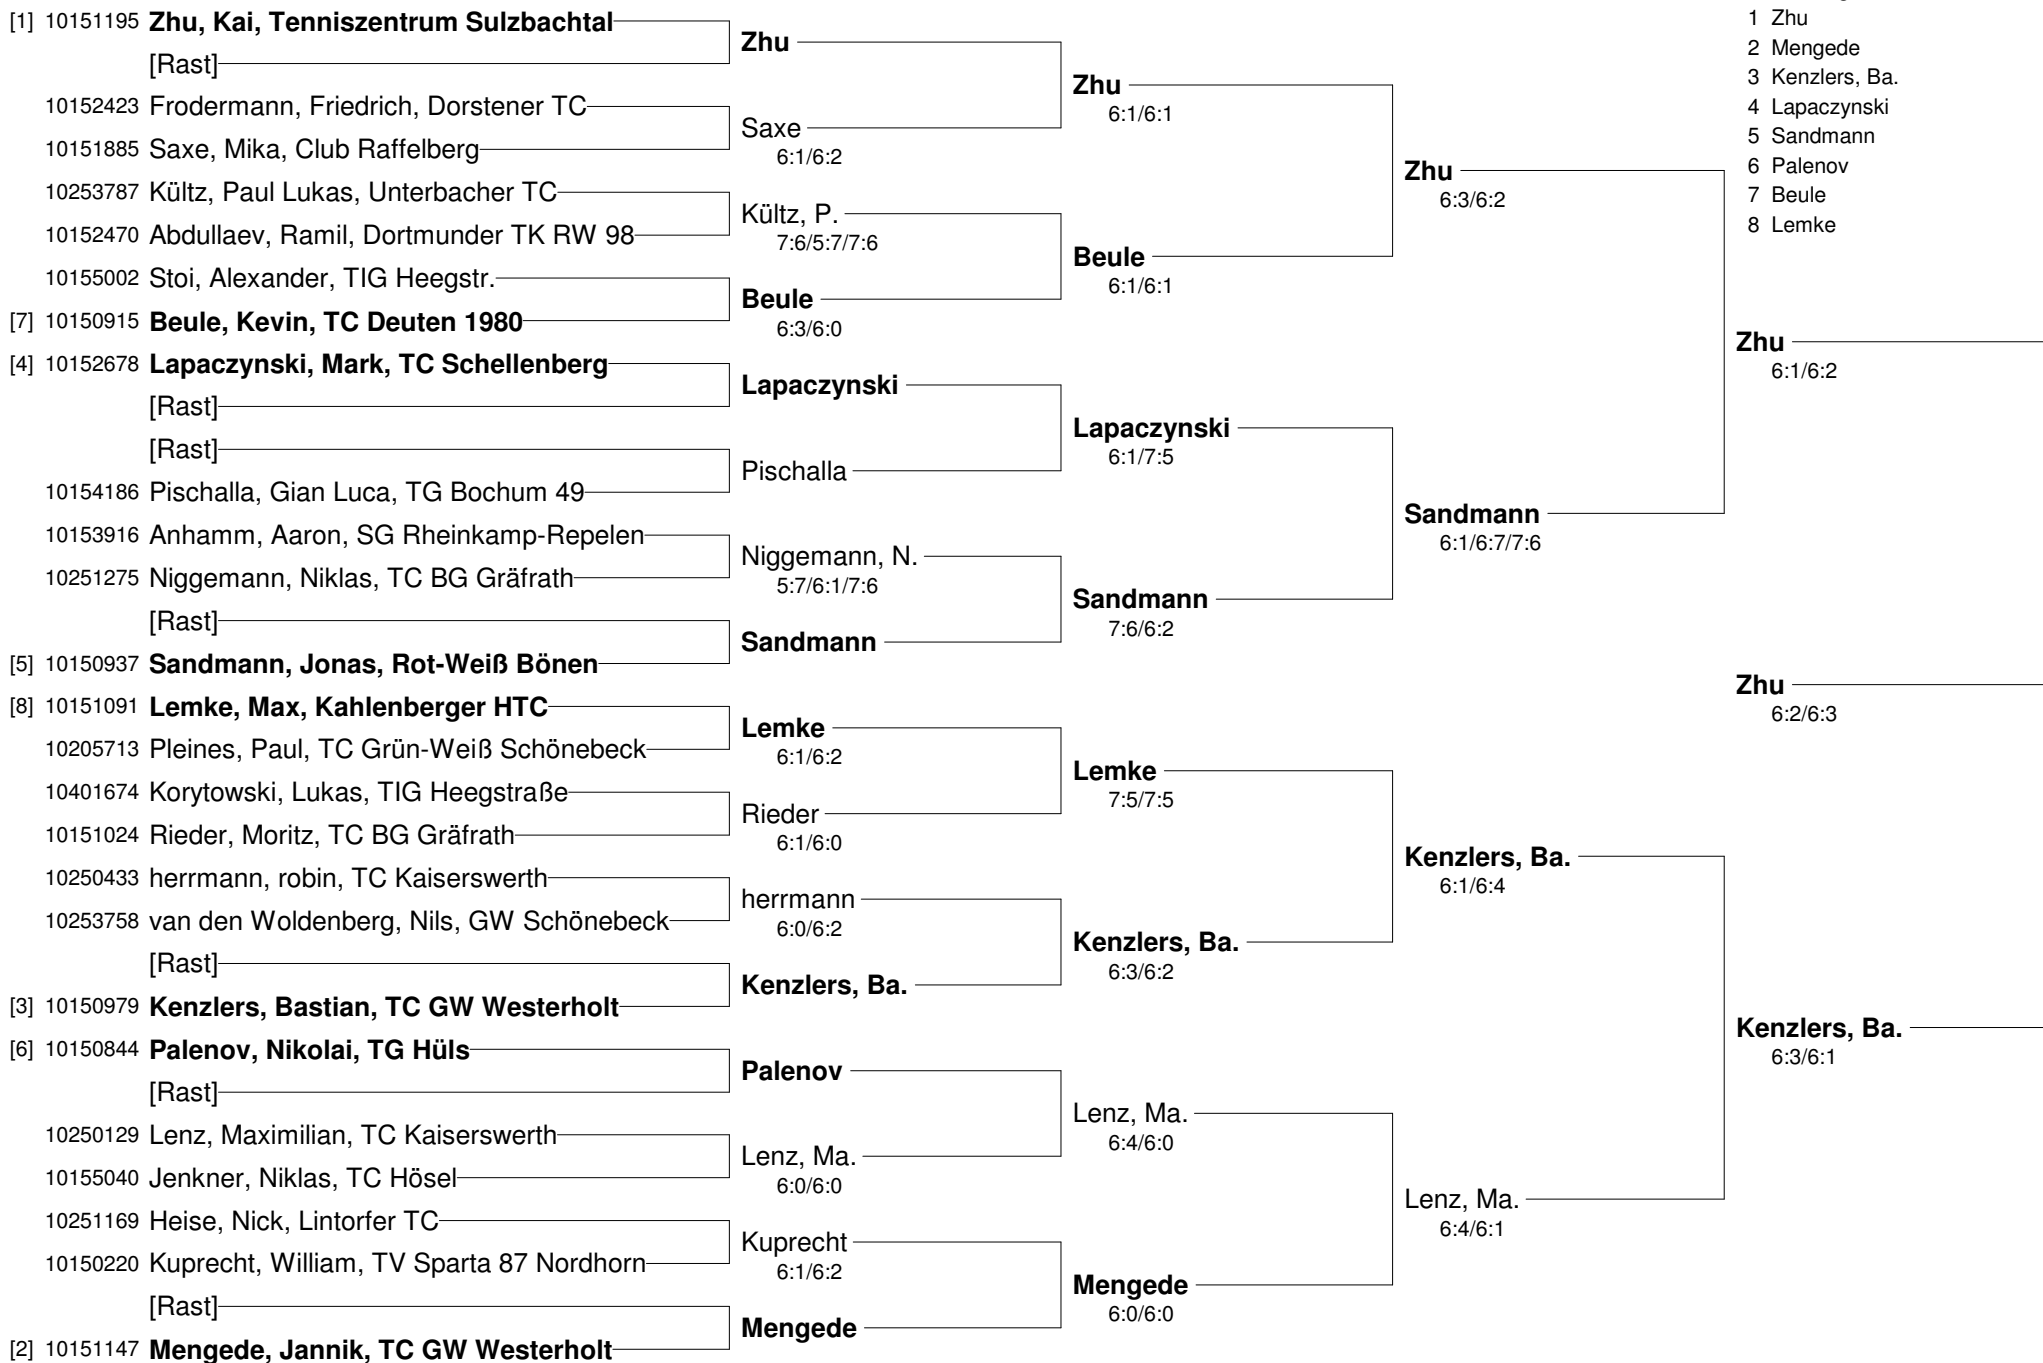 [1] 10151195 Zhu, Kai, Tenniszentrum Sulzbachtal
[Rast]
10152423 Frodermann, Friedrich, Dorstener TC
10151885 Saxe, Mika, Club Raffelberg
10253787 Kültz, Paul Lukas, Unterbacher TC
10152470 Abdullaev, Ramil, Dortmunder TK RW 98
10155002 Stoi, Alexander, TIG Heegstr.
[7] 10150915 Beule, Kevin, TC Deuten 1980
[4] 10152678 Lapaczynski, Mark, TC Schellenberg
[Rast]
[Rast]
10154186 Pischalla, Gian Luca, TG Bochum 49
10153916 Anhamm, Aaron, SG Rheinkamp-Repelen
10251275 Niggemann, Niklas, TC BG Gräfrath
[Rast]
[5] 10150937 Sandmann, Jonas, Rot-Weiß Bönen
[8] 10151091 Lemke, Max, Kahlenberger HTC
10205713 Pleines, Paul, TC Grün-Weiß Schönebeck
10401674 Korytowski, Lukas, TIG Heegstraße
10151024 Rieder, Moritz, TC BG Gräfrath
10250433 herrmann, robin, TC Kaiserswerth
10253758 van den Woldenberg, Nils, GW Schönebeck
[Rast]
[3] 10150979 Kenzlers, Bastian, TC GW Westerholt
[6] 10150844 Palenov, Nikolai, TG Hüls
[Rast]
10250129 Lenz, Maximilian, TC Kaiserswerth
10155040 Jenkner, Niklas, TC Hösel
10251169 Heise, Nick, Lintorfer TC
10150220 Kuprecht, William, TV Sparta 87 Nordhorn
[Rast]
[2] 10151147 Mengede, Jannik, TC GW Westerholt
Zhu
Saxe
6:1/6:2
Kültz, P.
7:6/5:7/7:6
Beule
6:3/6:0
Lapaczynski
Pischalla
Niggemann, N.
5:7/6:1/7:6
Sandmann
Lemke
6:1/6:2
Rieder
6:1/6:0
herrmann
6:0/6:2
Kenzlers, Ba.
Palenov
Lenz, Ma.
6:0/6:0
Kuprecht
6:1/6:2
Mengede
Zhu
6:1/6:1
Beule
6:1/6:1
Lapaczynski
6:1/7:5
Sandmann
7:6/6:2
Lemke
7:5/7:5
Kenzlers, Ba.
6:3/6:2
Lenz, Ma.
6:4/6:0
Mengede
6:0/6:0
Zhu
6:3/6:2
Sandmann
6:1/6:7/7:6
Kenzlers, Ba.
6:1/6:4
Lenz, Ma.
6:4/6:1
Zhu
6:1/6:2
Zhu
6:2/6:3
Kenzlers, Ba.
6:3/6:1
1 Zhu
2 Mengede
3 Kenzlers, Ba.
4 Lapaczynski
5 Sandmann
6 Palenov
7 Beule
8 Lemke